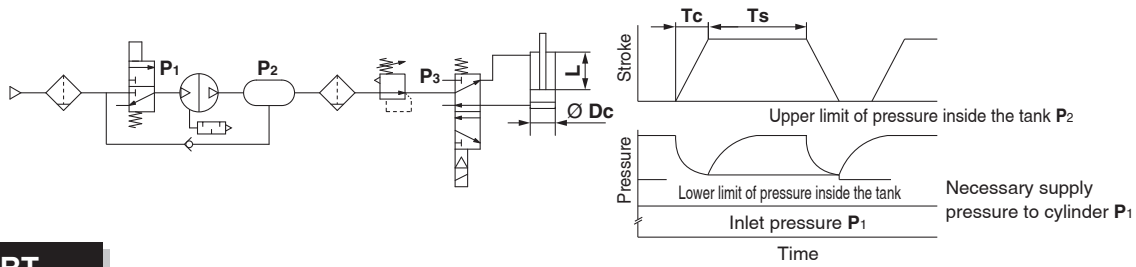 P1
P2
P3
L
Ø Dc
Tc
Ts
Stroke
Upper limit of pressure inside the tank P2
Pressure
Lower limit of pressure inside the tank
Necessary supply
pressure to cylinder P1
Inlet pressure P1
Time